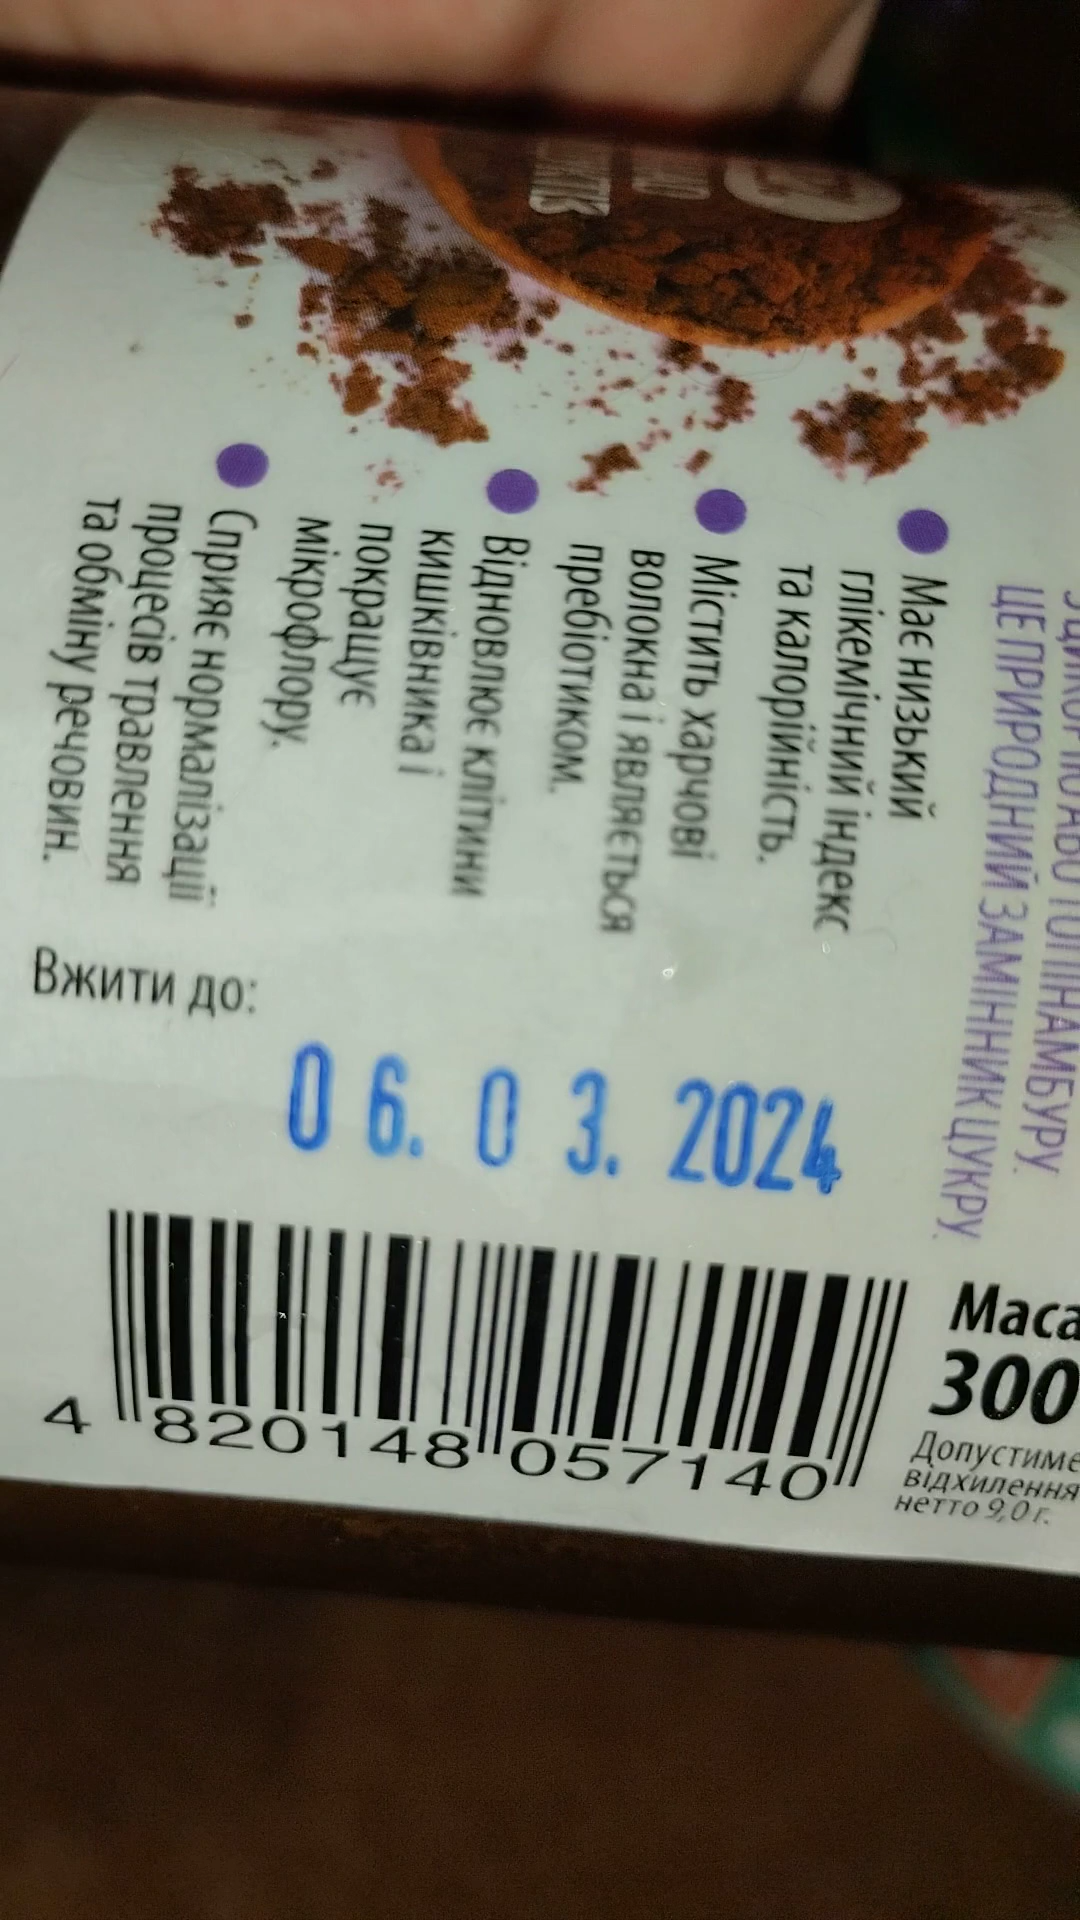 ЦЕ ПРИРОДНИЙ ЗАМІННИК ЦУКРУ.
Має низький
глікемічний індекс
та калорійність.
Містить харчові
волокна і являється
пребіотиком.
Відновлює клітини
кишківника і
покращує
мікрофлору.
Сприяє нормалізації
процесів травлення
та обміну речовин.
Вжити до:
06.03.2024
4 820148 057140
Маса
300
Допустиме
відхилення
нетто 9,0 г.